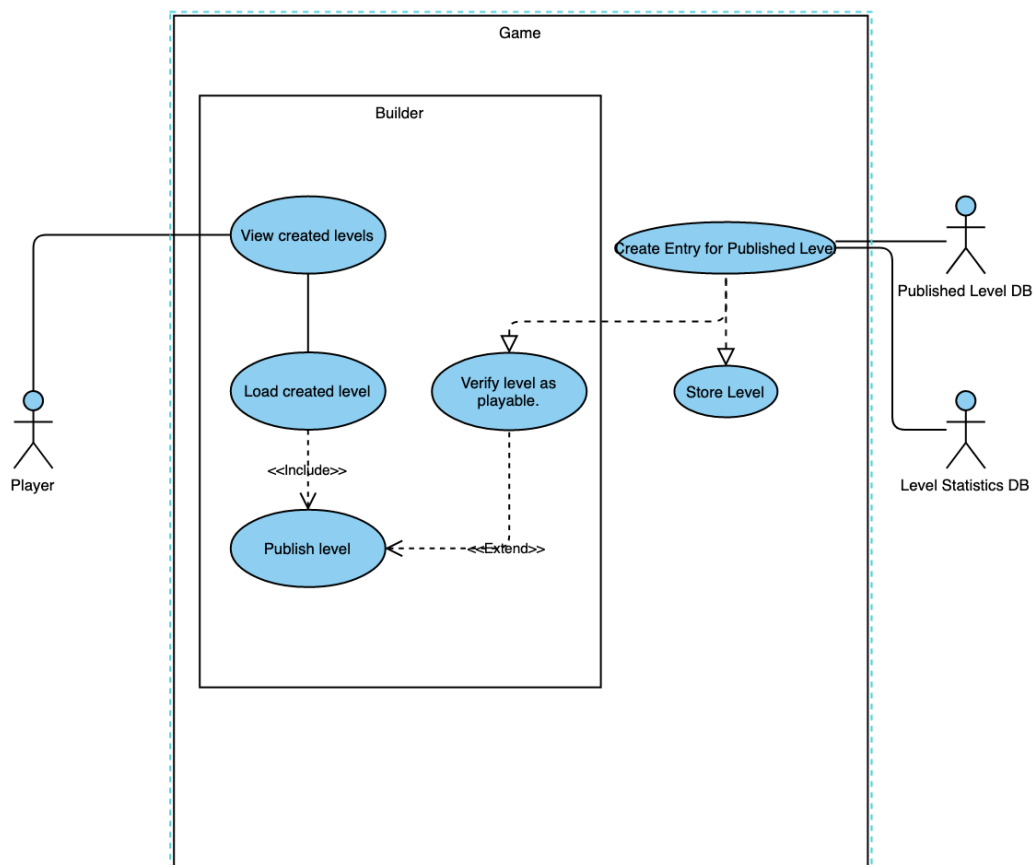 Game
Builder
View created levels
Create Entry for Published Level
Published Level DB
Load created level
Verify level as
playable.
Store Level
Player
Level Statistics DB
<<Include>>
Publish level
<<Extend>>